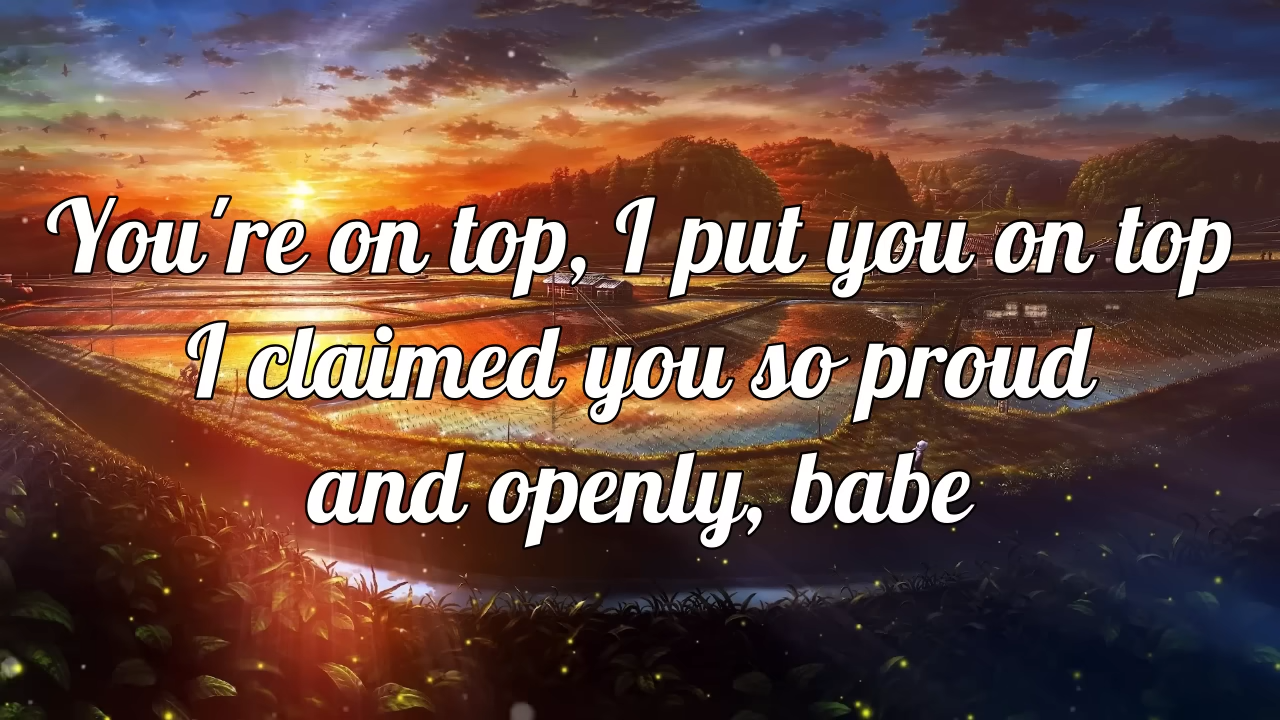 You're on top, I put you on top
I claimed you so proud
and openly, babe